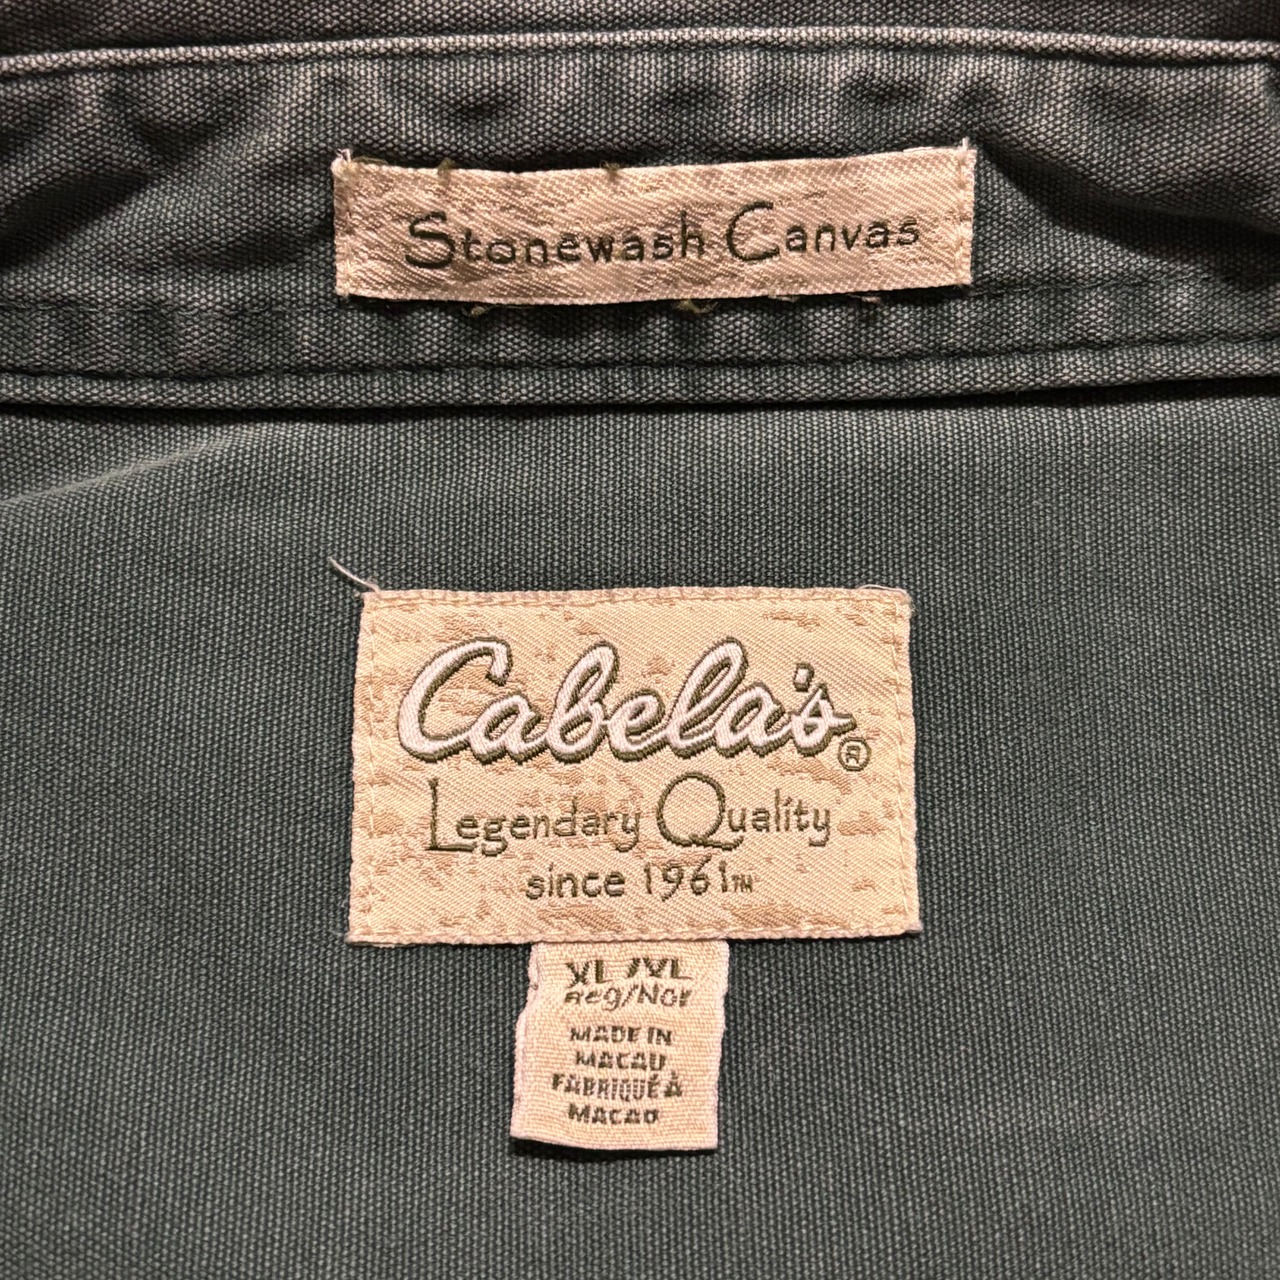 Stonewash Canvas
Cabela's®
Legendary Quality
since 1961™
XL/XL
Reg/Nor
MADE IN
MACAU
FABRIQUÉ À
MACAO